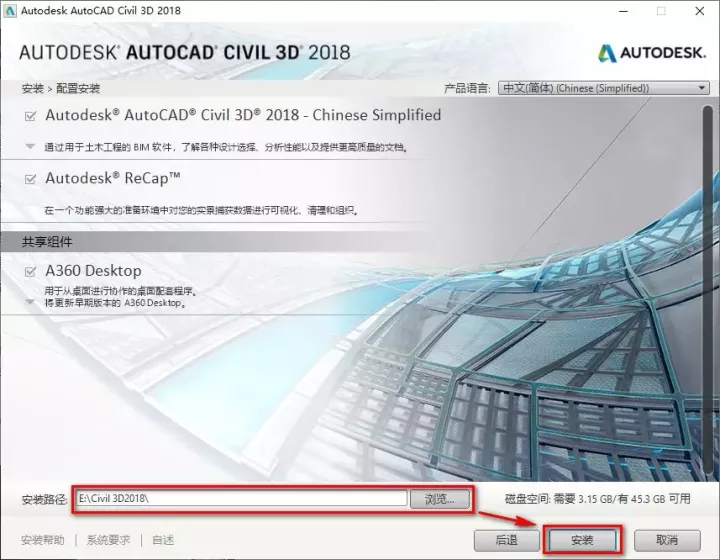 Autodesk AutoCAD Civil 3D 2018
AUTODESK® AUTOCAD® CIVIL 3D® 2018
AUTODESK.
安装 > 配置安装
产品语言: 中文(简体) (Chinese (Simplified))
Autodesk® AutoCAD® Civil 3D® 2018 - Chinese Simplified
通过用于土木工程的 BIM 软件，了解各种设计选择、分析性能以及提供更高质量的文档。
Autodesk® ReCap™
在一个功能强大的准备环境中对您的实景捕获数据进行可视化、清理和组织。
共享组件
A360 Desktop
用于从桌面进行协作的桌面配套程序。
将更新早期版本的 A360 Desktop。
安装路径: E:\Civil 3D2018\ 浏览... 磁盘空间: 需要 3.15 GB/有 45.3 GB 可用
安装帮助 | 系统要求 | 自述 后退 安装 取消